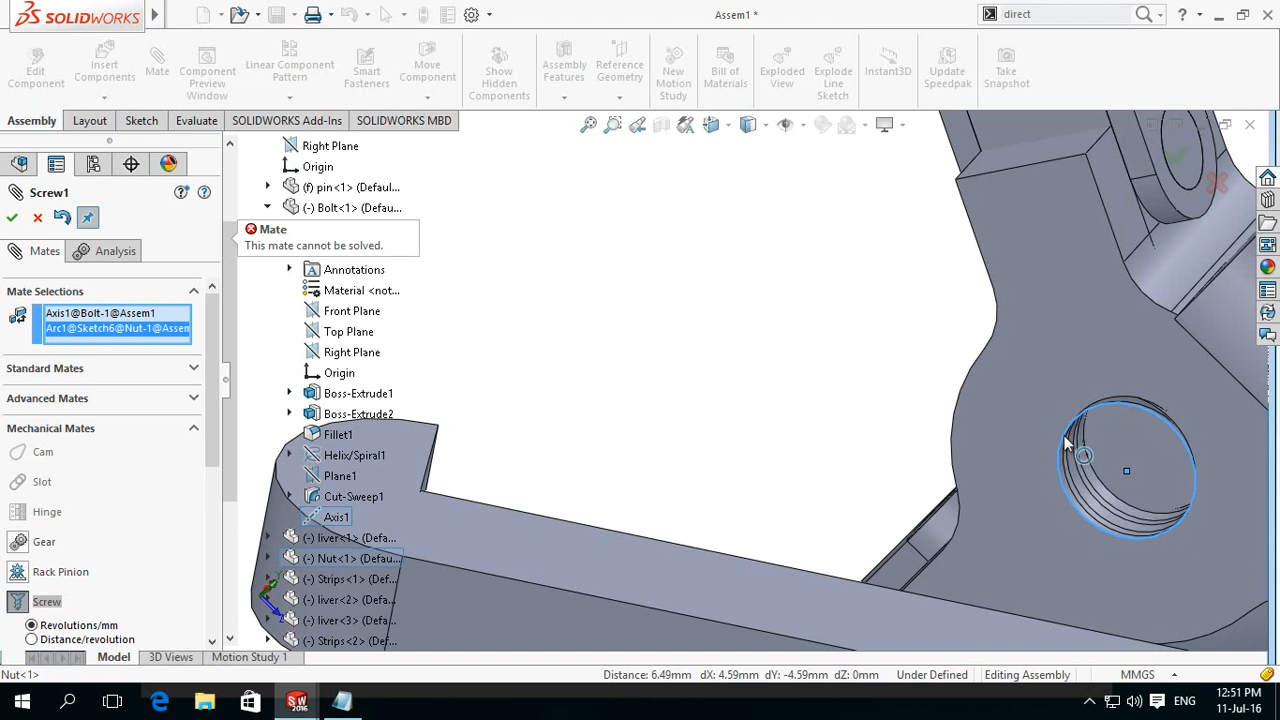 SOLIDWORKS
Assem1 *
direct
Edit Component
Insert Components
Mate
Component Preview Window
Linear Component Pattern
Smart Fasteners
Move Component
Show Hidden Components
Assembly Features
Reference Geometry
New Motion Study
Bill of Materials
Exploded View
Explode Line Sketch
Instant3D
Update Speedpak
Take Snapshot
Assembly
Layout
Sketch
Evaluate
SOLIDWORKS Add-Ins
SOLIDWORKS MBD
Screw1
Mates
Analysis
Mate Selections
Axis1@Bolt-1@Assem1
Arc1@Sketch6@Nut-1@Assem
Standard Mates
Advanced Mates
Mechanical Mates
Cam
Slot
Hinge
Gear
Rack Pinion
Screw
Revolutions/mm
Distance/revolution
Right Plane
Origin
(f) pin<1> (Defaul...
(-) Bolt<1> (Defau...
Mate
This mate cannot be solved.
Annotations
Material <not...
Front Plane
Top Plane
Right Plane
Origin
Boss-Extrude1
Boss-Extrude2
Fillet1
Helix/Spiral1
Plane1
Cut-Sweep1
Axis1
(-) liver<1> (Defa...
(-) Nut<1> (Defau...
(-) Strips<1> (Def...
(-) liver<2> (Defa...
(-) liver<3> (Defa...
(-) Strips<2> (Def...
Model
3D Views
Motion Study 1
Nut<1>
Distance: 6.49mm dX: 4.59mm dY: -4.59mm dZ: 0mm
Under Defined
Editing Assembly
MMGS
SW
2016
ENG
12:51 PM
11-Jul-16